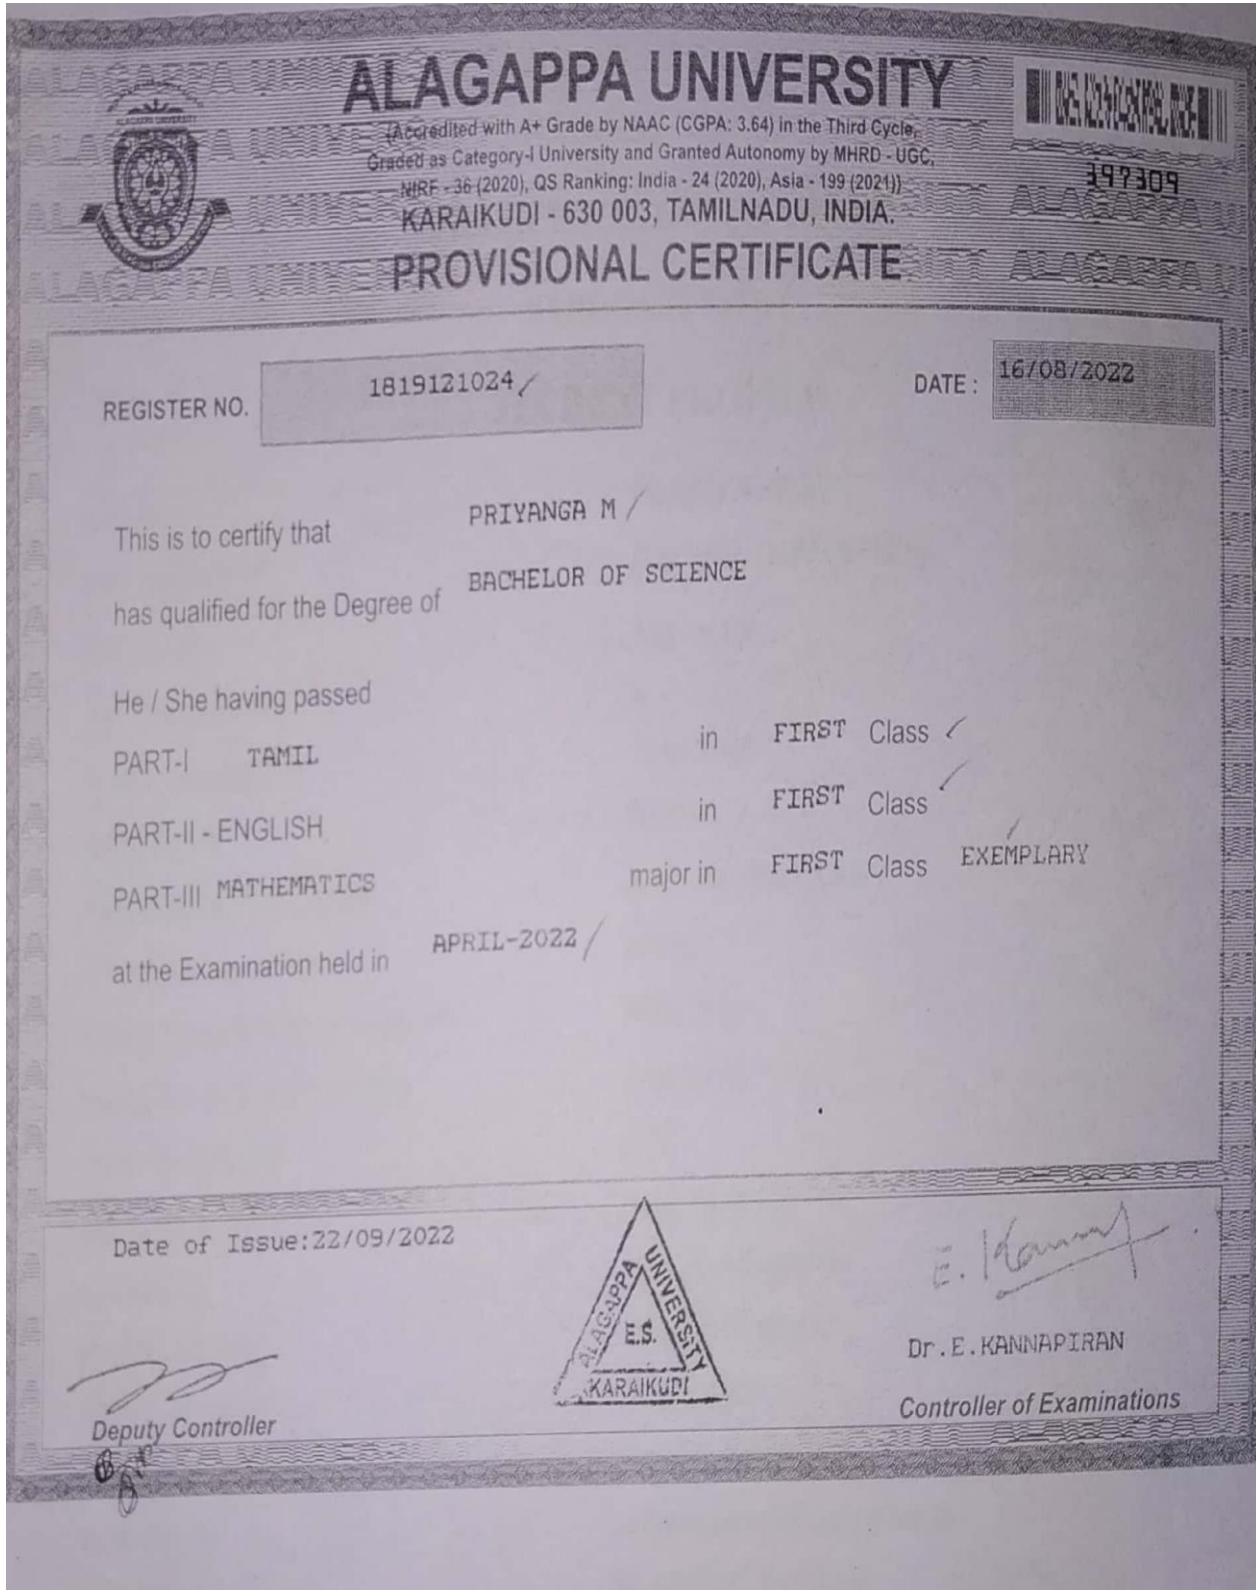 ALAGAPPA UNIVERSITY
(Accredited with A+ Grade by NAAC (CGPA: 3.64) in the Third Cycle,
Graded as Category-I University and Granted Autonomy by MHRD - UGC,
NIRF - 36 (2020), QS Ranking: India - 24 (2020), Asia - 199 (2021))
KARAIKUDI - 630 003, TAMILNADU, INDIA.
397309
PROVISIONAL CERTIFICATE
REGISTER NO. 1819121024 DATE : 16/08/2022
This is to certify that PRIYANGA M
has qualified for the Degree of BACHELOR OF SCIENCE
He / She having passed
PART-I TAMIL in FIRST Class
PART-II - ENGLISH in FIRST Class
PART-III MATHEMATICS major in FIRST Class EXEMPLARY
at the Examination held in APRIL-2022
Date of Issue:22/09/2022
ALAGAPPA UNIVERSITY
E.S.
KARAIKUDI
E. Kannapiran
Dr.E.KANNAPIRAN
Deputy Controller
Controller of Examinations